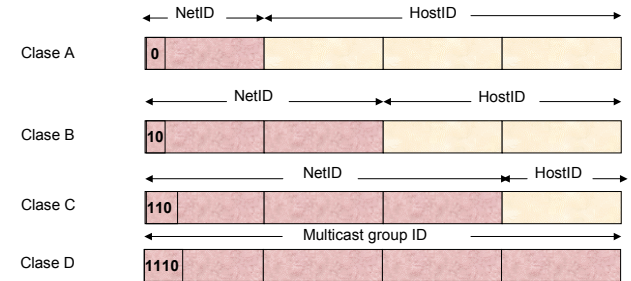 NetID HostID
Clase A 0
NetID HostID
Clase B 10
NetID HostID
Clase C 110
Multicast group ID
Clase D 1110